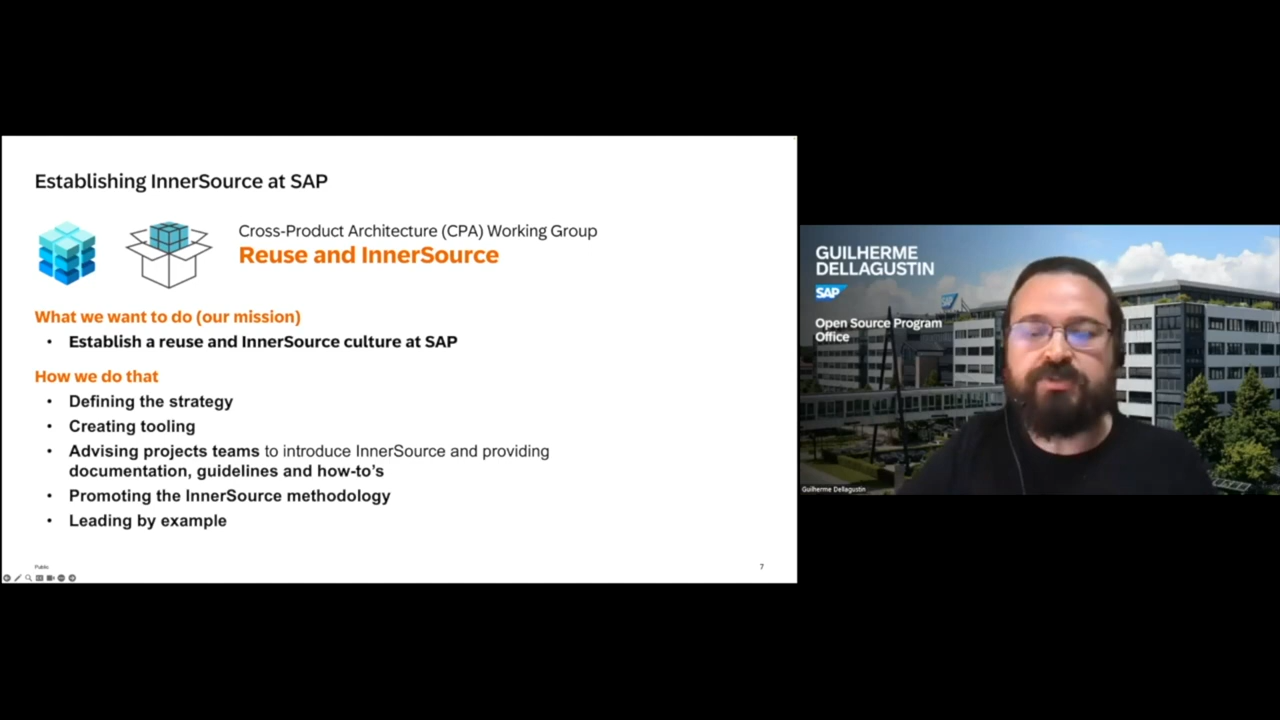 Establishing InnerSource at SAP
Cross-Product Architecture (CPA) Working Group
Reuse and InnerSource
What we want to do (our mission)
• Establish a reuse and InnerSource culture at SAP
How we do that
• Defining the strategy
• Creating tooling
• Advising projects teams to introduce InnerSource and providing
documentation, guidelines and how-to's
• Promoting the InnerSource methodology
• Leading by example
Public
7
GUILHERME
DELLAGUSTIN
SAP
Open Source Program
Office
SAP
Guilherme Dellagustin